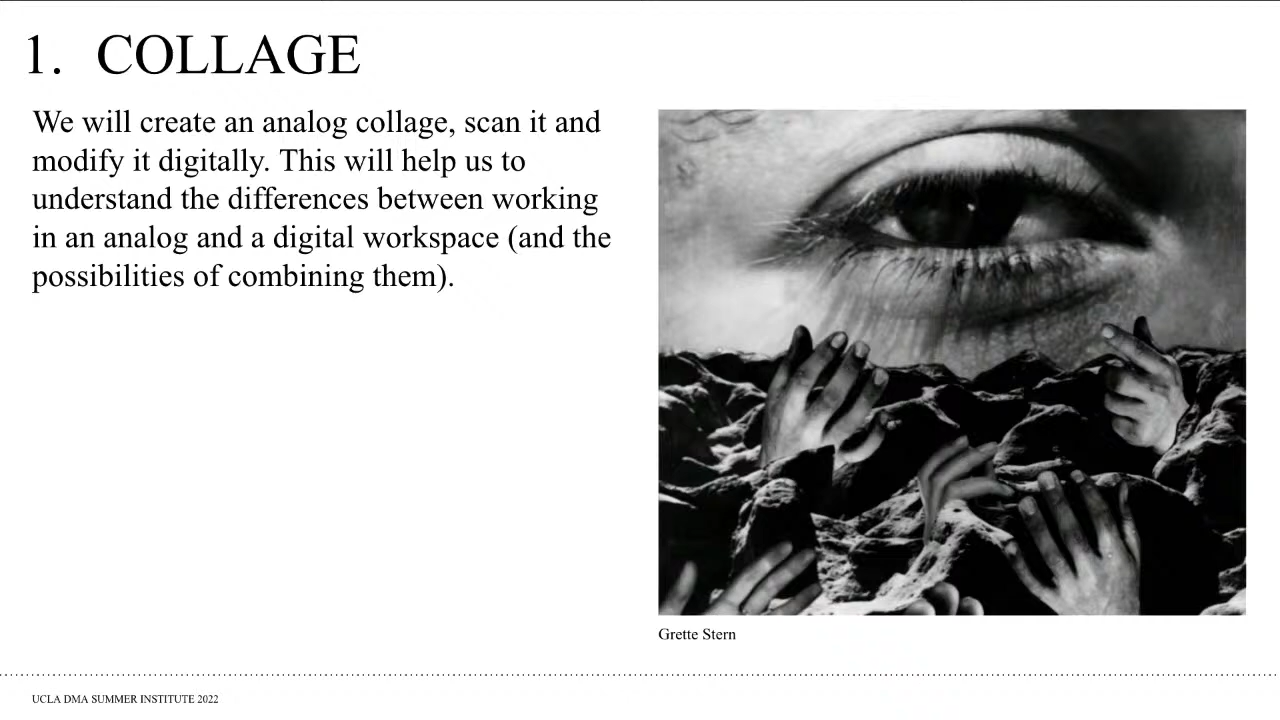 1. COLLAGE
We will create an analog collage, scan it and
modify it digitally. This will help us to
understand the differences between working
in an analog and a digital workspace (and the
possibilities of combining them).
Grette Stern
UCLA DMA SUMMER INSTITUTE 2022